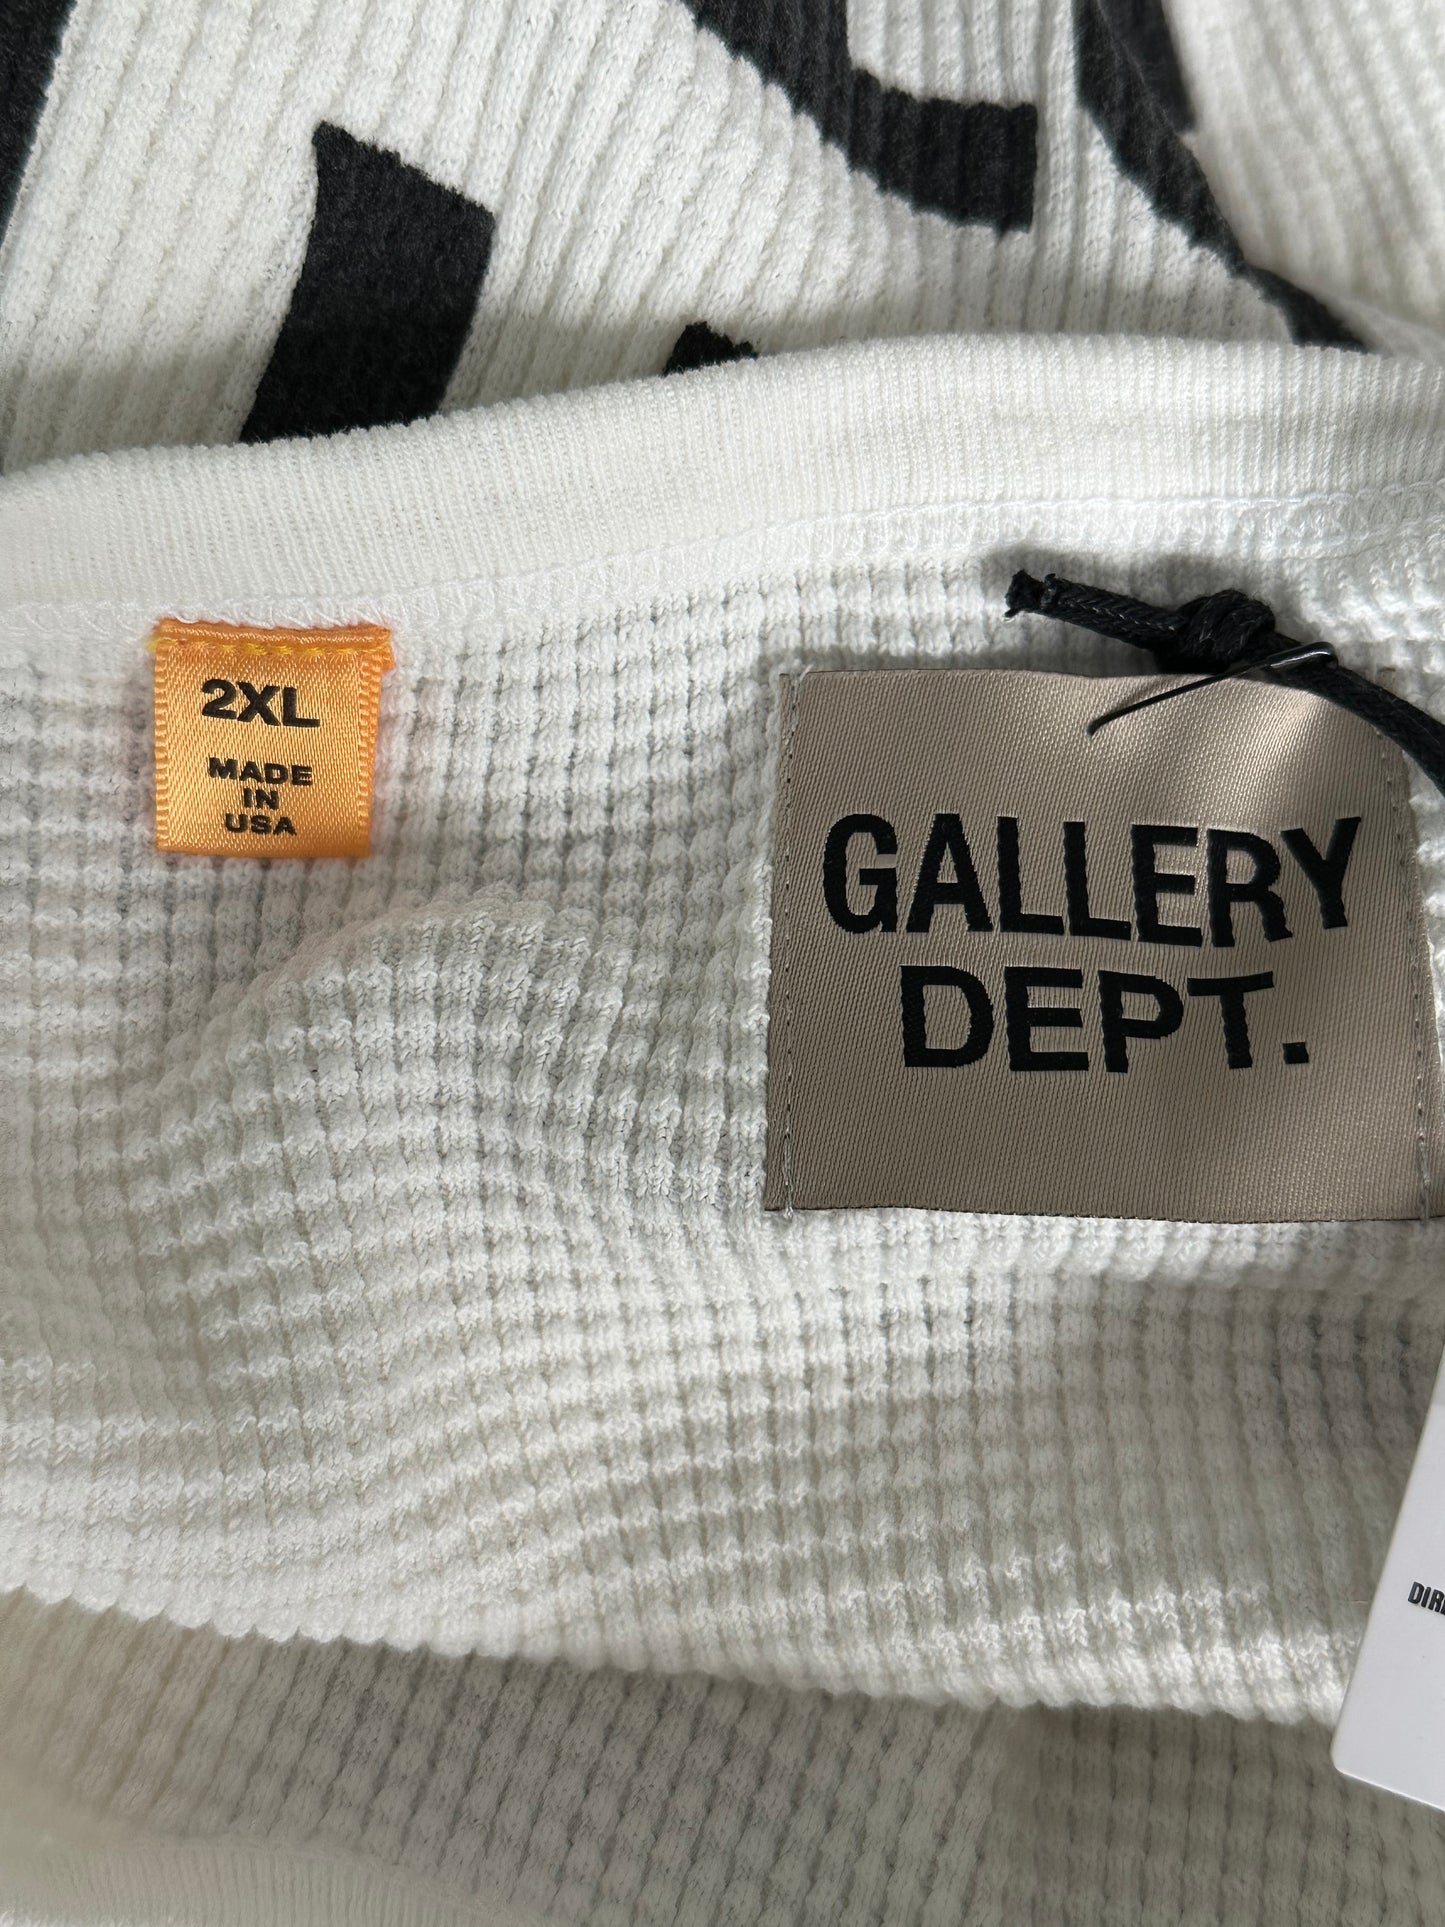 2XL
MADE
IN
USA
GALLERY
DEPT.